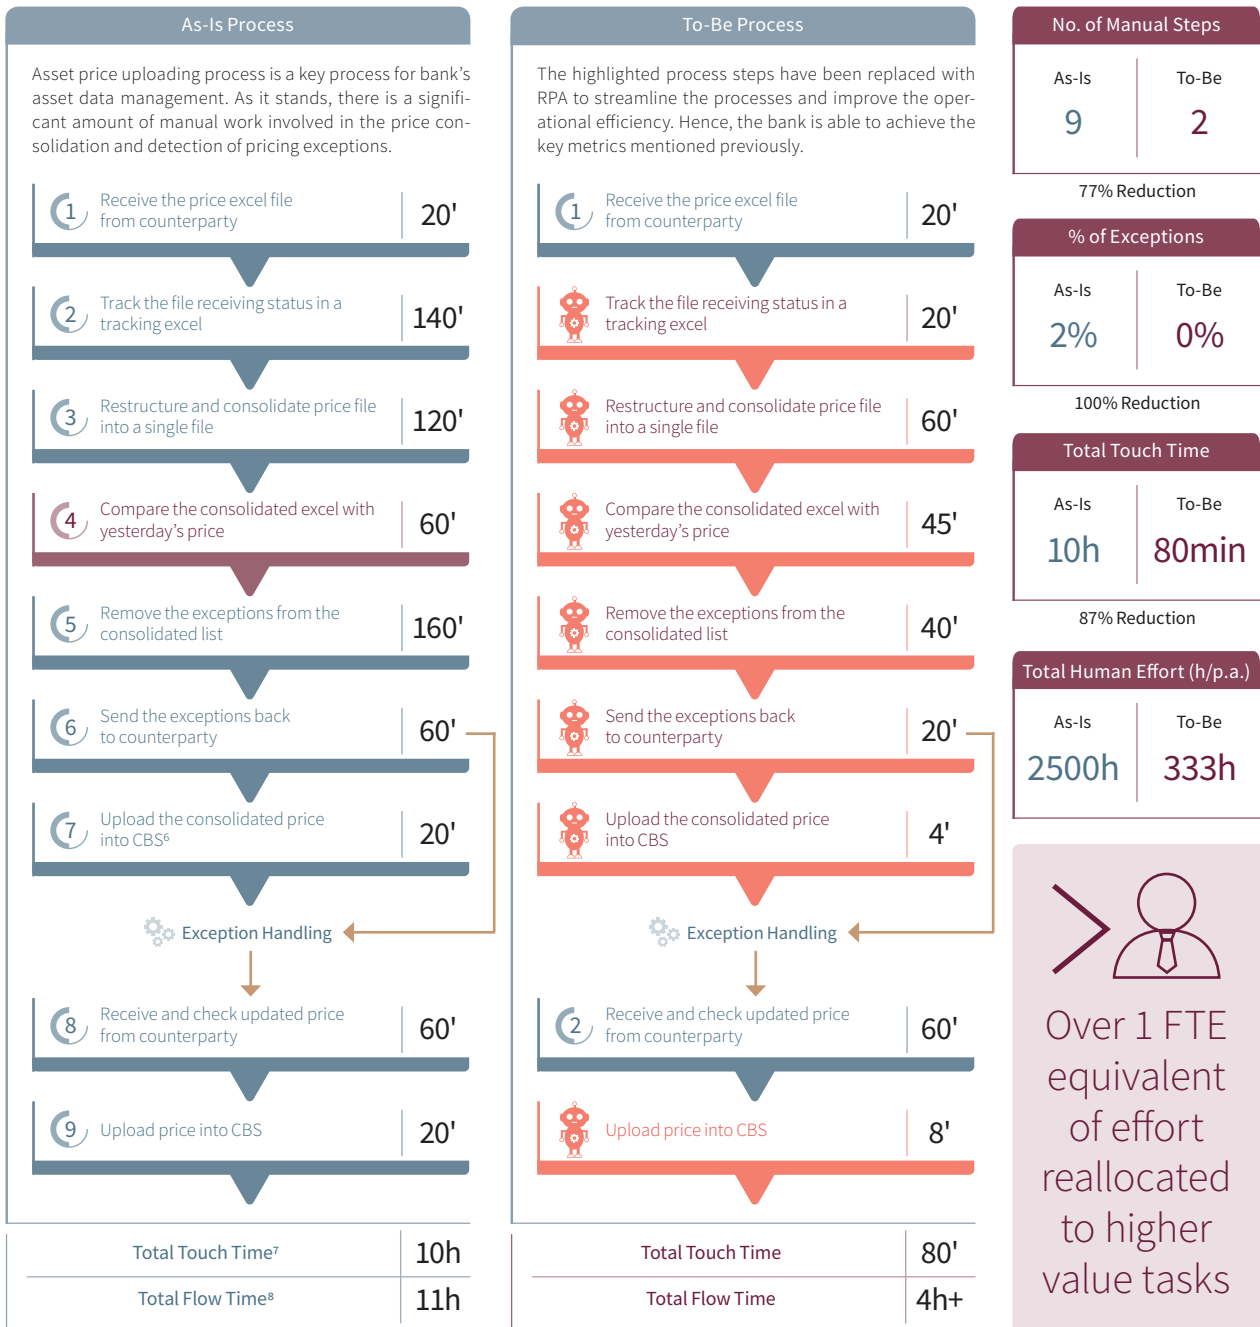 As-Is Process
Asset price uploading process is a key process for bank's
asset data management. As it stands, there is a signifi-
cant amount of manual work involved in the price con-
solidation and detection of pricing exceptions.
1
Receive the price excel file
from counterparty
20'
2
Track the file receiving status in a
tracking excel
140'
3
Restructure and consolidate price file
into a single file
120'
4
Compare the consolidated excel with
yesterday's price
60'
5
Remove the exceptions from the
consolidated list
160'
6
Send the exceptions back
to counterparty
60'
7
Upload the consolidated price
into CBS⁶
20'
Exception Handling
8
Receive and check updated price
from counterparty
60'
9
Upload price into CBS
20'
Total Touch Time⁷
10h
Total Flow Time⁸
11h
To-Be Process
The highlighted process steps have been replaced with
RPA to streamline the processes and improve the oper-
ational efficiency. Hence, the bank is able to achieve the
key metrics mentioned previously.
1
Receive the price excel file
from counterparty
20'
Track the file receiving status in a
tracking excel
20'
Restructure and consolidate price file
into a single file
60'
Compare the consolidated excel with
yesterday's price
45'
Remove the exceptions from the
consolidated list
40'
Send the exceptions back
to counterparty
20'
Upload the consolidated price
into CBS
4'
Exception Handling
2
Receive and check updated price
from counterparty
60'
Upload price into CBS
8'
Total Touch Time
80'
Total Flow Time
4h+
No. of Manual Steps
As-Is To-Be
9 2
77% Reduction
% of Exceptions
As-Is To-Be
2% 0%
100% Reduction
Total Touch Time
As-Is To-Be
10h 80min
87% Reduction
Total Human Effort (h/p.a.)
As-Is To-Be
2500h 333h
Over 1 FTE
equivalent
of effort
reallocated
to higher
value tasks